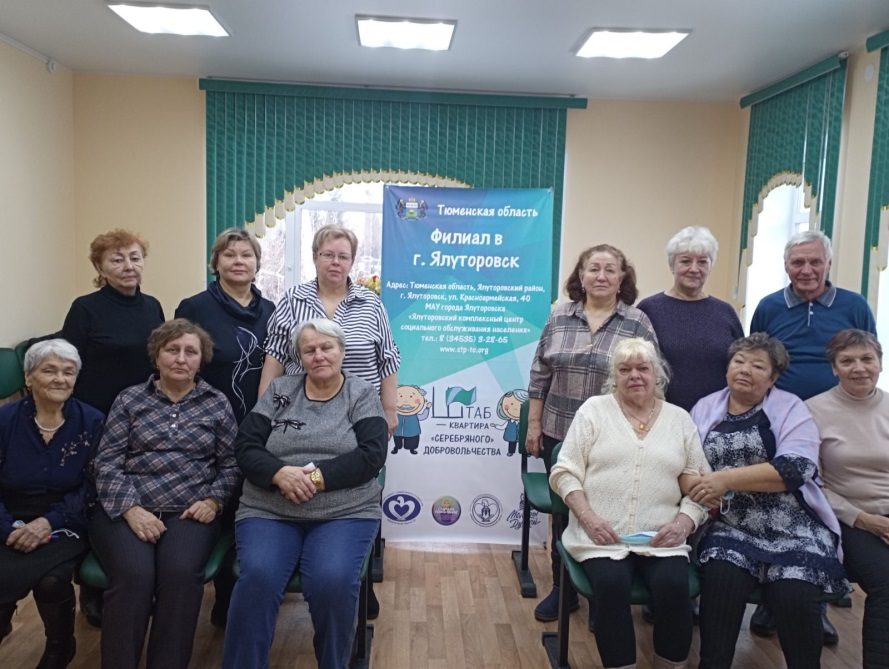 Тюменская область
Филиал в
г. Ялуторовск
Адрес: Тюменская область, Ялуторовский район,
г. Ялуторовск, ул. Красноармейская, 40
МАУ города Ялуторовска
«Ялуторовский комплексный центр
социального обслуживания населения»
тел.: 8 (34535) 3-28-65
www.sfp-to.org
ШТАБ
КВАРТИРА
«СЕРЕБРЯНОГО»
ДОБРОВОЛЬЧЕСТВА